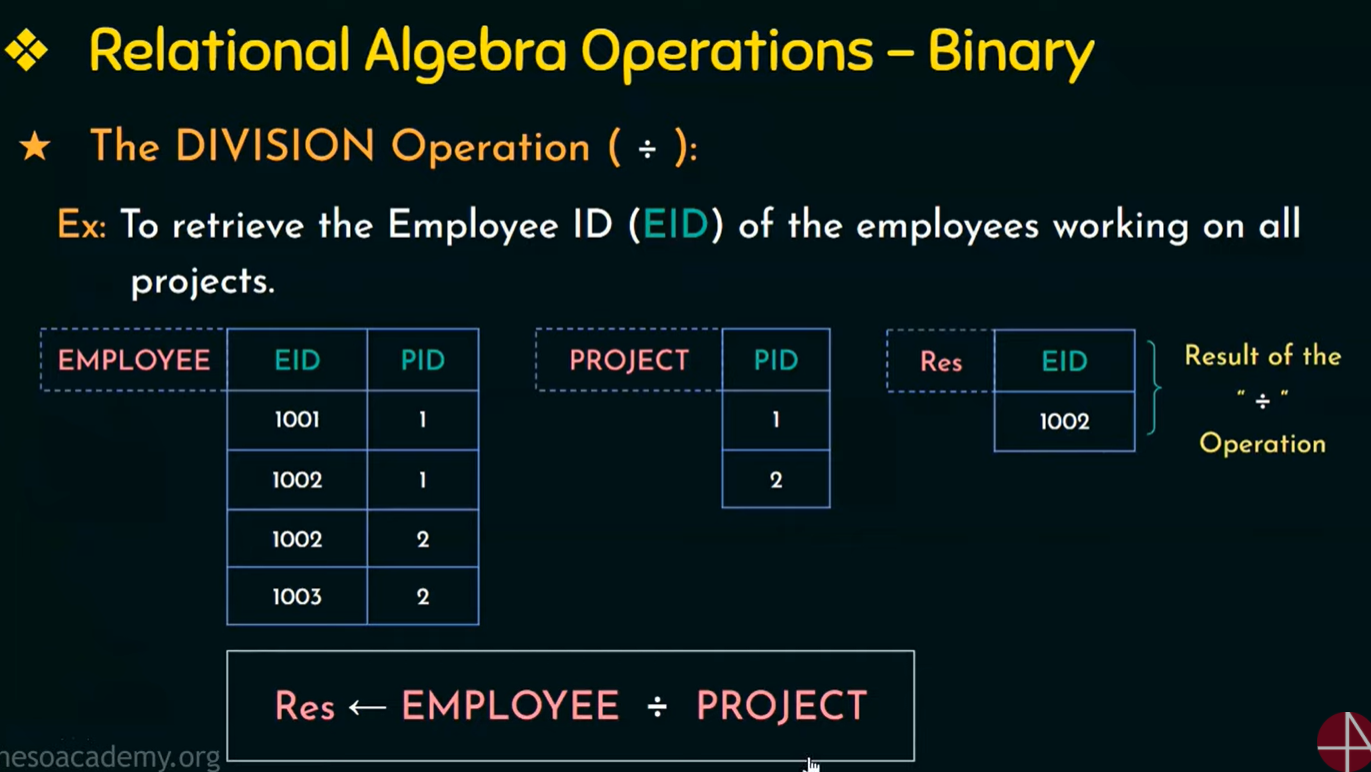 ❖ Relational Algebra Operations – Binary
★ The DIVISION Operation ( ÷ ):
Ex: To retrieve the Employee ID (EID) of the employees working on all
projects.
EMPLOYEE EID PID
1001 1
1002 1
1002 2
1003 2
PROJECT PID
1
2
Res EID
1002
Result of the
" ÷ "
Operation
Res ← EMPLOYEE ÷ PROJECT
nesoacademy.org